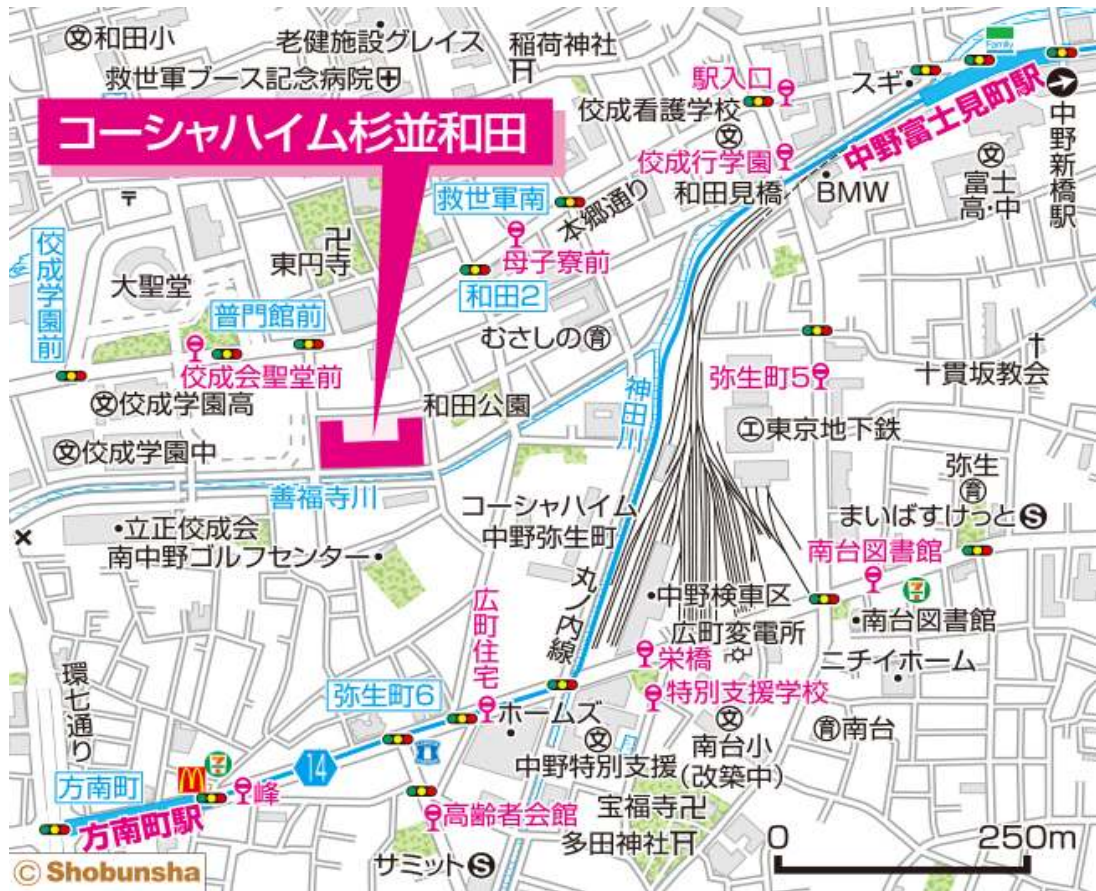 和田小
老健施設グレイス
稲荷神社
救世軍ブース記念病院
駅入口
スギ
Family
佼成看護学校
中野富士見町駅
中野新橋駅
コーシャハイム杉並和田
佼成行学園
和田見橋
BMW
富士
高・中
救世軍南
本郷通り
佼成学園前
東円寺
母子寮前
大聖堂
和田2
普門館前
むさしの
佼成会聖堂前
弥生町5
十貫坂教会
神田川
佼成学園高
和田公園
東京地下鉄
佼成学園中
善福寺川
弥生
コーシャハイム
中野弥生町
まいばすけっと
立正佼成会
南中野ゴルフセンター
南台図書館
丸ノ内線
中野検車区
南台図書館
広町住宅
広町変電所
栄橋
ニチイホーム
環七通り
弥生町6
特別支援学校
ホームズ
南台小
(改築中)
南台
14
中野特別支援
方南町
峰
方南町駅
高齢者会館
宝福寺
多田神社
サミット
0 250m
© Shobunsha